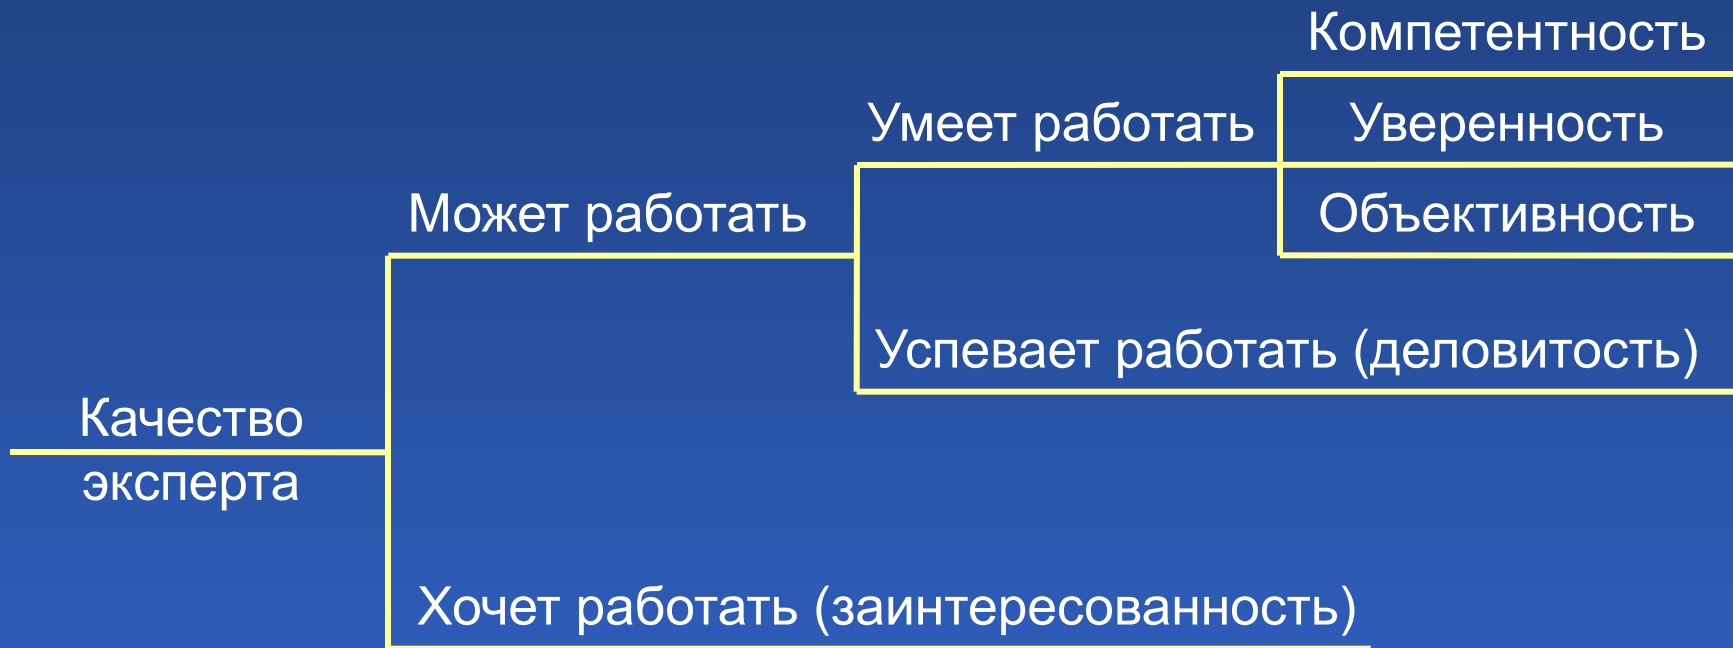 Компетентность
Умеет работать
Уверенность
Может работать
Объективность
Успевает работать (деловитость)
Качество
эксперта
Хочет работать (заинтересованность)